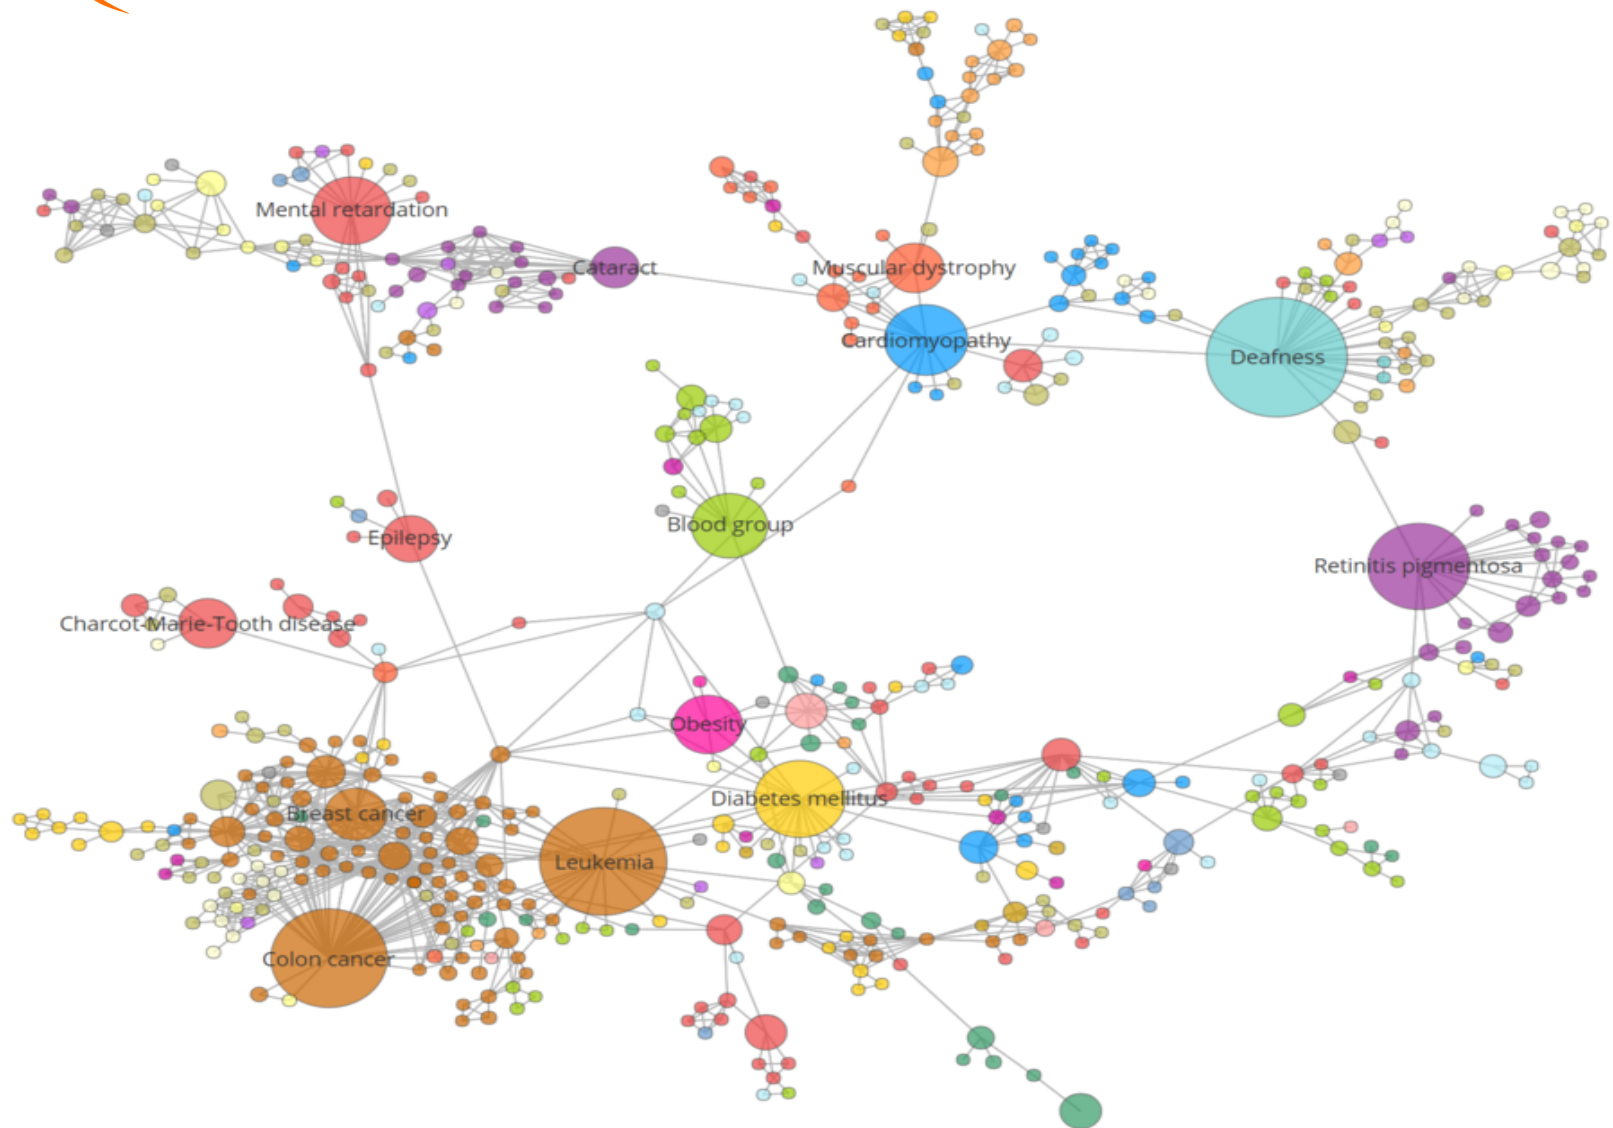 Mental retardation
Cataract
Muscular dystrophy
Cardiomyopathy
Deafness
Blood group
Epilepsy
Retinitis pigmentosa
Charcot-Marie-Tooth disease
Obesity
Diabetes mellitus
Breast cancer
Leukemia
Colon cancer